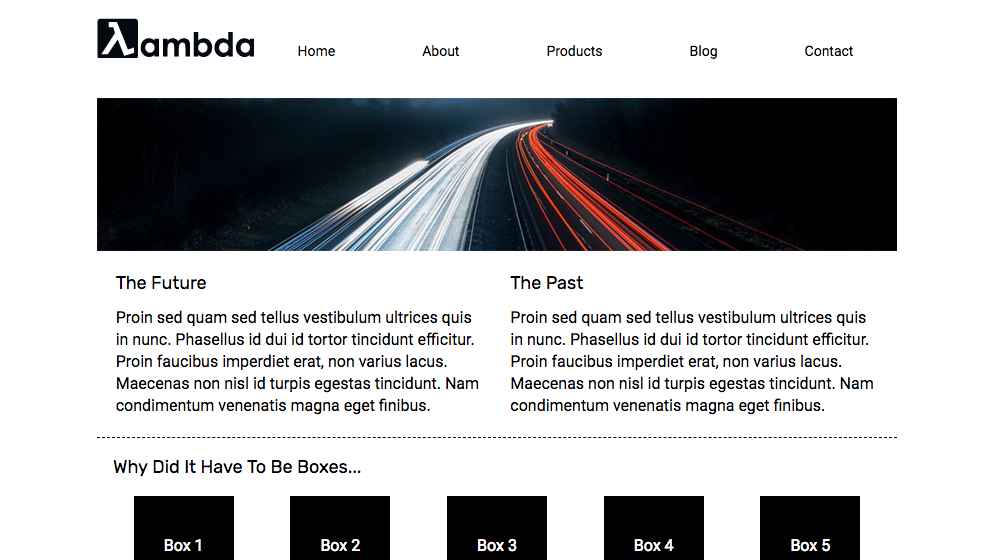 λambda
Home About Products Blog Contact
The Future
Proin sed quam sed tellus vestibulum ultrices quis
in nunc. Phasellus id dui id tortor tincidunt efficitur.
Proin faucibus imperdiet erat, non varius lacus.
Maecenas non nisl id turpis egestas tincidunt. Nam
condimentum venenatis magna eget finibus.
The Past
Proin sed quam sed tellus vestibulum ultrices quis
in nunc. Phasellus id dui id tortor tincidunt efficitur.
Proin faucibus imperdiet erat, non varius lacus.
Maecenas non nisl id turpis egestas tincidunt. Nam
condimentum venenatis magna eget finibus.
Why Did It Have To Be Boxes...
Box 1 Box 2 Box 3 Box 4 Box 5